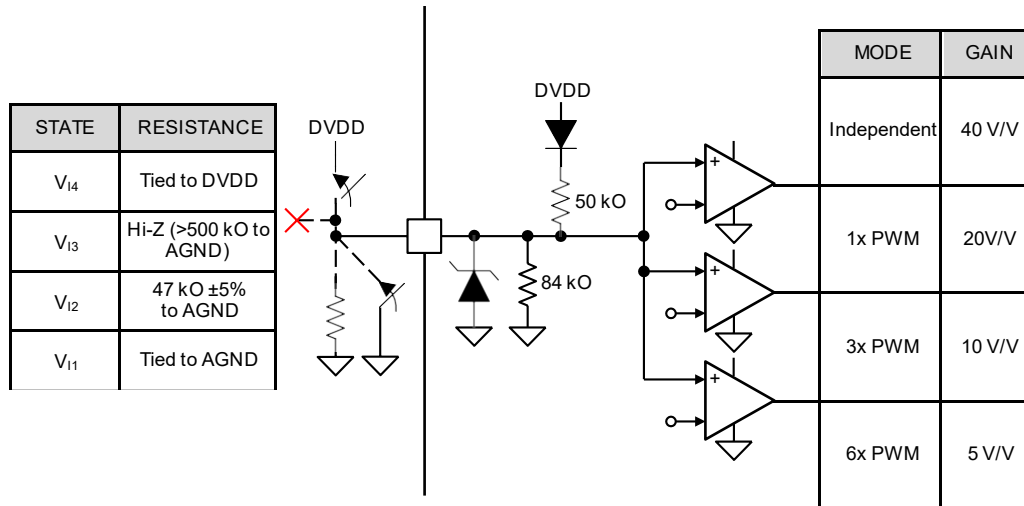 STATE RESISTANCE
VI4 Tied to DVDD
VI3 Hi-Z (>500 kO to
AGND)
VI2 47 kO ±5%
to AGND
VI1 Tied to AGND
DVDD
DVDD
50 kO
84 kO
+
+
+
MODE GAIN
Independent 40 V/V
1x PWM 20V/V
3x PWM 10 V/V
6x PWM 5 V/V